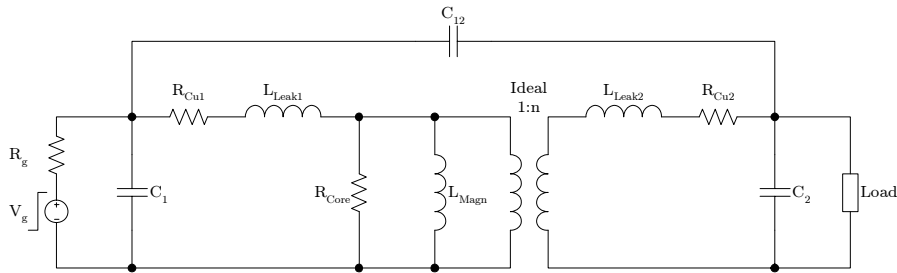 C12
RCu1
LLeak1
Ideal
1:n
LLeak2
RCu2
Rg
Vg
+
−
C1
RCore
LMagn
C2
Load